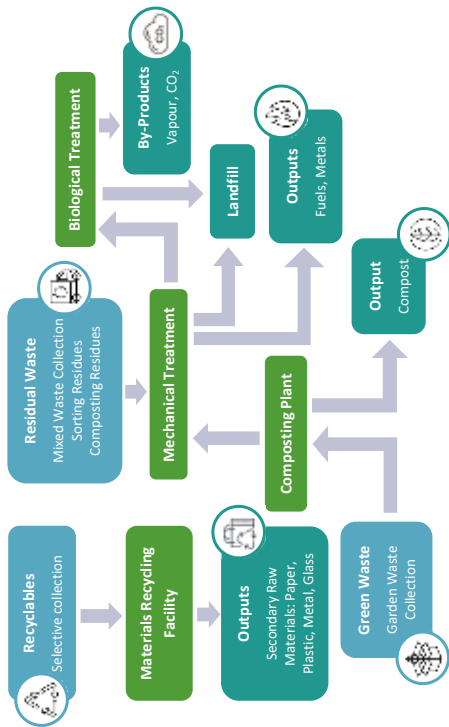 Recyclables
Selective collection
Materials Recycling
Facility
Outputs
Secondary Raw
Materials: Paper,
Plastic, Metal, Glass
Residual Waste
Mixed Waste Collection
Sorting Residues
Composting Residues
Mechanical Treatment
Biological Treatment
By-Products
Vapour, CO₂
CO₂
Landfill
Outputs
Fuels, Metals
Green Waste
Garden Waste
Collection
Composting Plant
Output
Compost